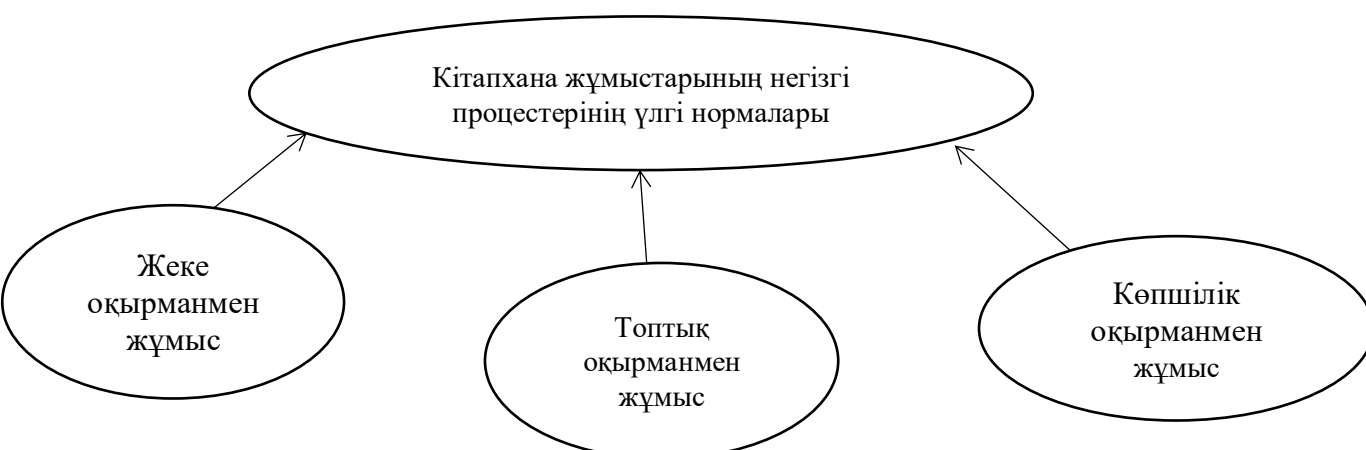 Кітапхана жұмыстарының негізгі
процестерінің үлгі нормалары
Жеке
оқырманмен
жұмыс
Топтық
оқырманмен
жұмыс
Көпшілік
оқырманмен
жұмыс